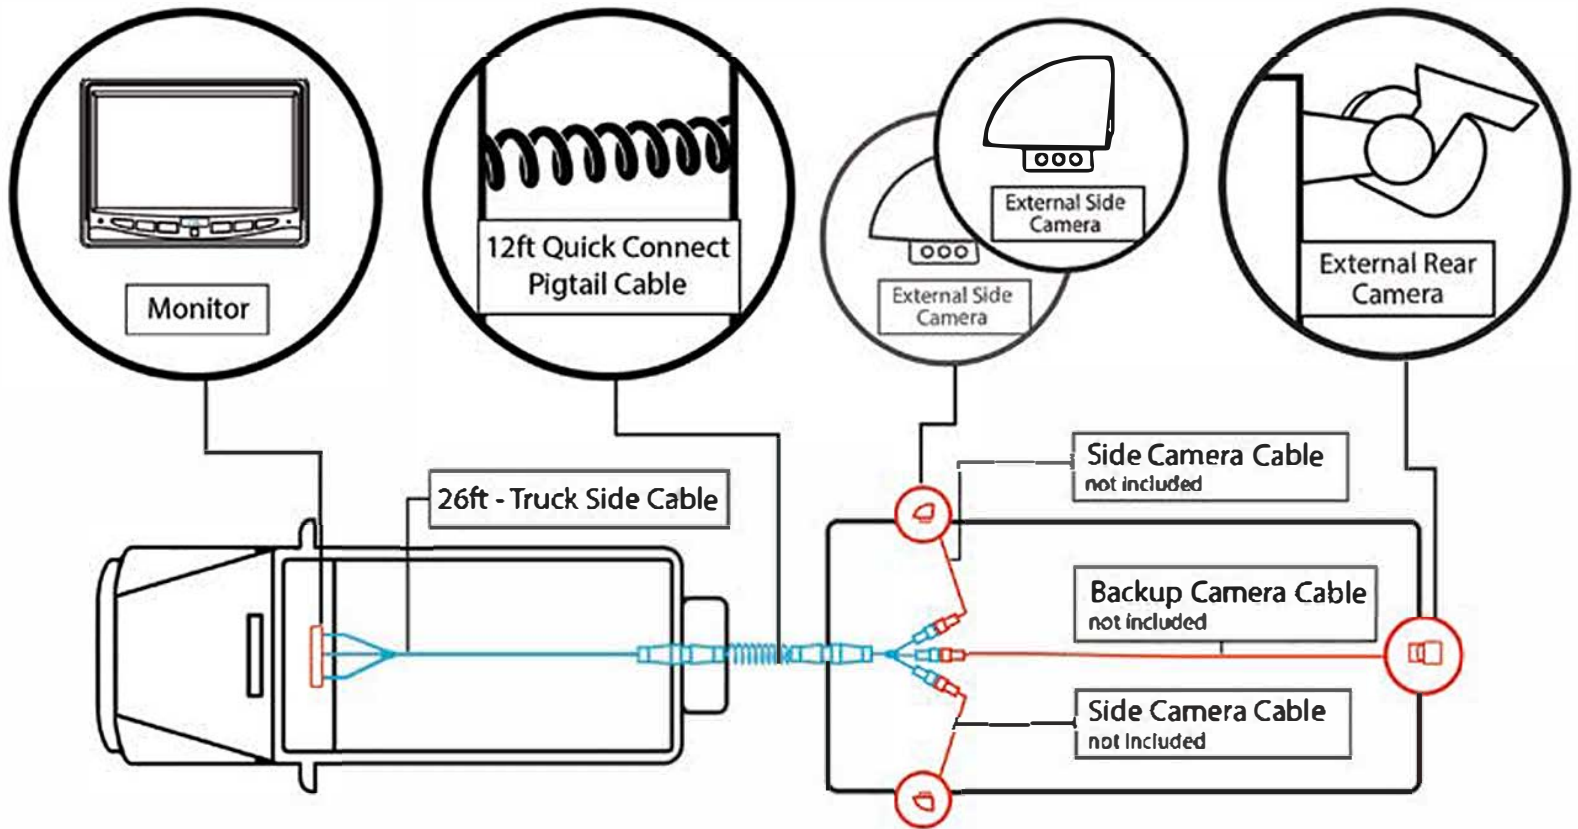 Monitor
12ft Quick Connect
Pigtail Cable
External Side
Camera
External Side
Camera
External Rear
Camera
26ft - Truck Side Cable
Side Camera Cable
not included
Backup Camera Cable
not included
Side Camera Cable
not included